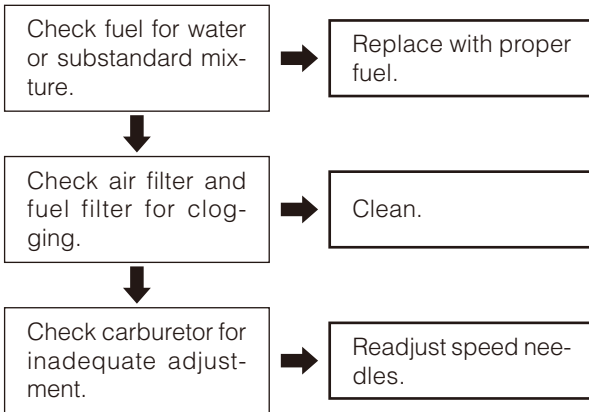 Check fuel for water
or substandard mix-
ture.
Replace with proper
fuel.
Check air filter and
fuel filter for clog-
ging.
Clean.
Check carburetor for
inadequate adjust-
ment.
Readjust speed nee-
dles.